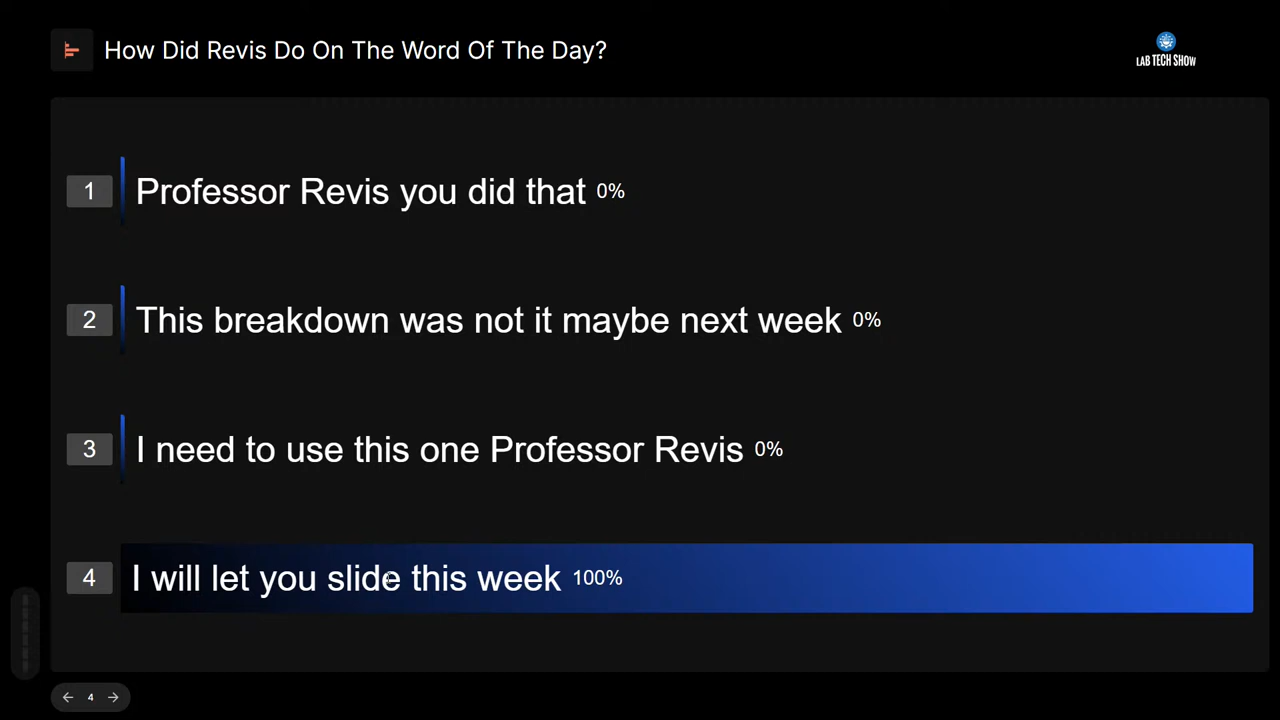 How Did Revis Do On The Word Of The Day?
LAB TECH SHOW
1 Professor Revis you did that 0%
2 This breakdown was not it maybe next week 0%
3 I need to use this one Professor Revis 0%
4 I will let you slide this week 100%
← 4 →